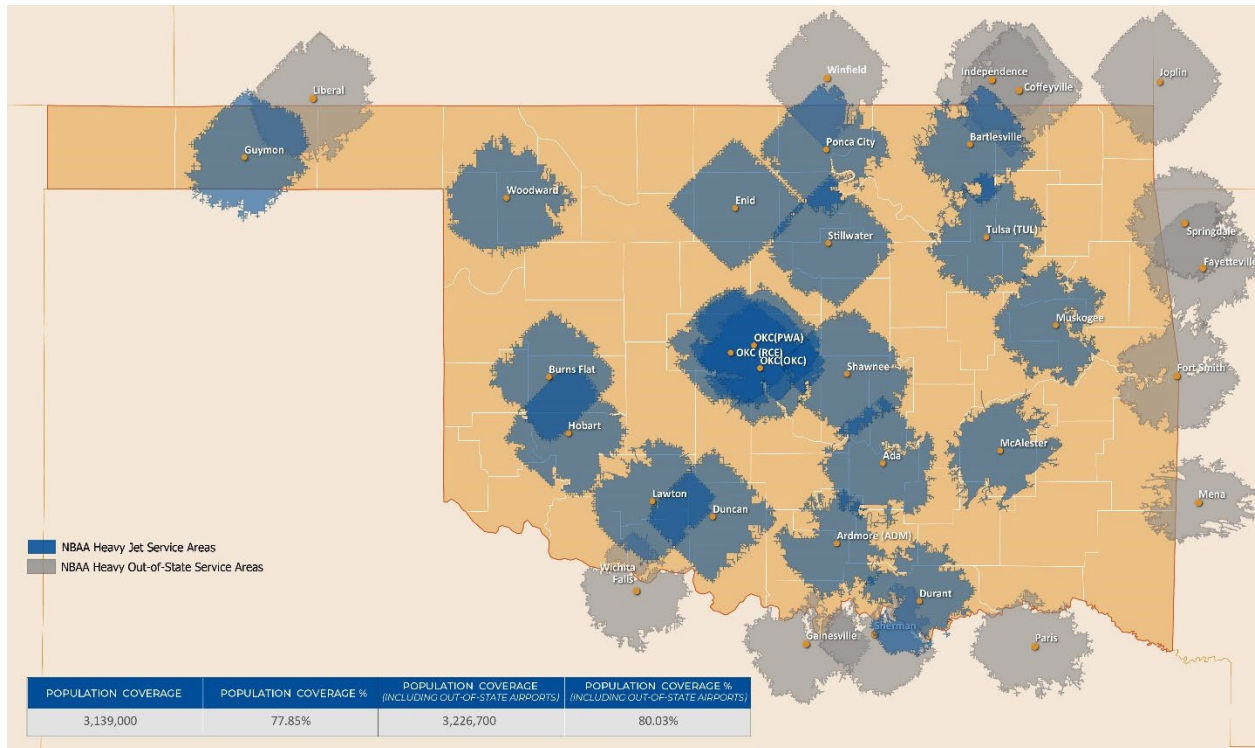 Liberal
Guymon
Woodward
Winfield
Ponca City
Enid
Stillwater
Independence
Coffeyville
Joplin
Bartlesville
Tulsa (TUL)
Springdale
Fayetteville
Muskogee
Fort Smith
OKC(PWA)
OKC (RCE)
OKC(OKC)
Shawnee
Burns Flat
Hobart
Ada
McAlester
Lawton
Duncan
Mena
Ardmore (ADM)
Wichita
Falls
Durant
Gainesville
Sherman
Paris
NBAA Heavy Jet Service Areas
NBAA Heavy Out-of-State Service Areas
POPULATION COVERAGE
POPULATION COVERAGE %
POPULATION COVERAGE
(INCLUDING OUT-OF-STATE AIRPORTS)
POPULATION COVERAGE %
(INCLUDING OUT-OF-STATE AIRPORTS)
3,139,000
77.85%
3,226,700
80.03%